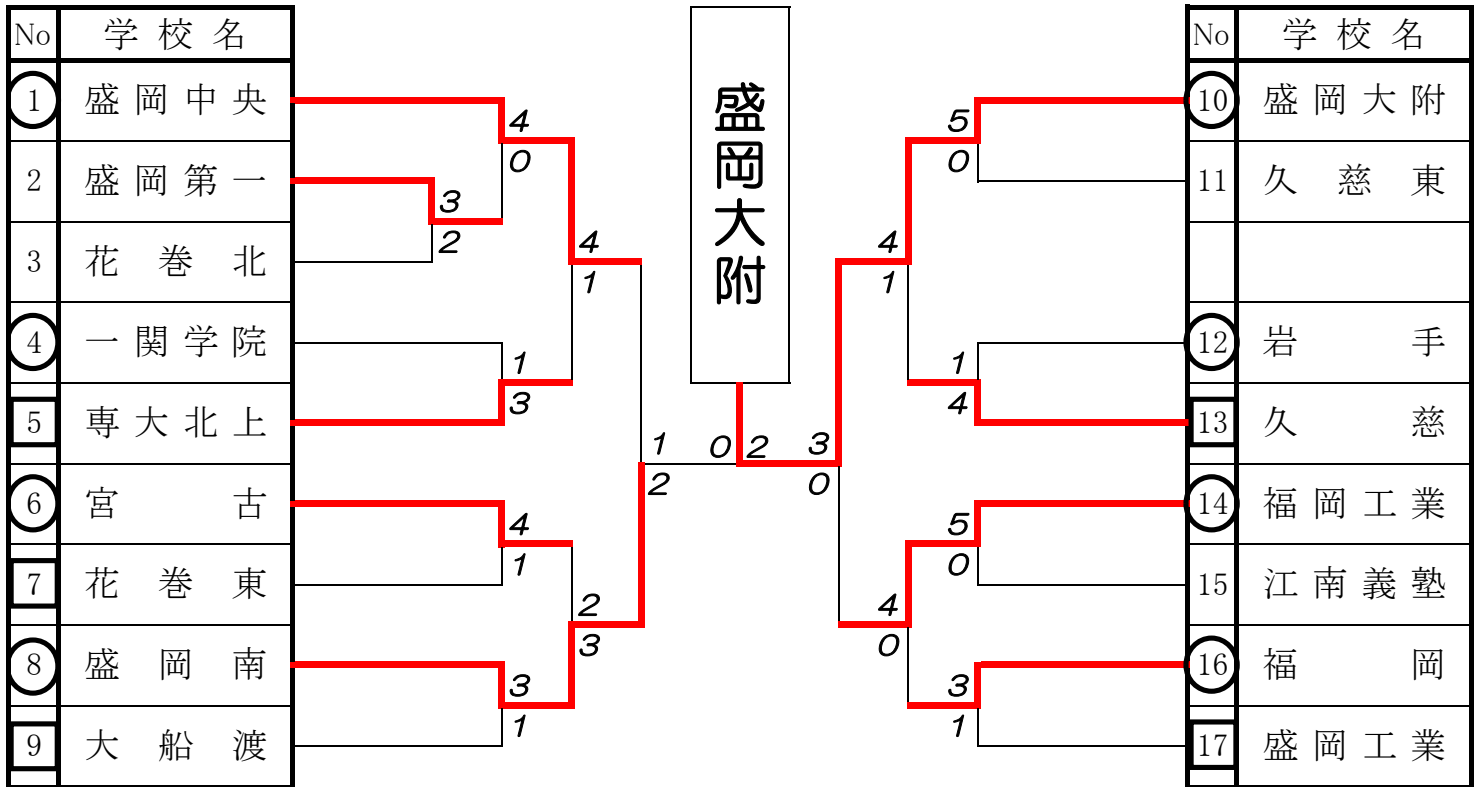 No 学校名
1 盛岡中央
2 盛岡第一
3 花巻北
4 一関学院
5 専大北上
6 宮古
7 花巻東
8 盛岡南
9 大船渡
4
0
3
2
4
1
1
3
1
2
4
1
2
3
3
1
盛岡大附
0 2
5
0
4
1
1
4
3
0
5
0
4
0
3
1
No 学校名
10 盛岡大附
11 久慈東
12 岩手
13 久慈
14 福岡工業
15 江南義塾
16 福岡
17 盛岡工業